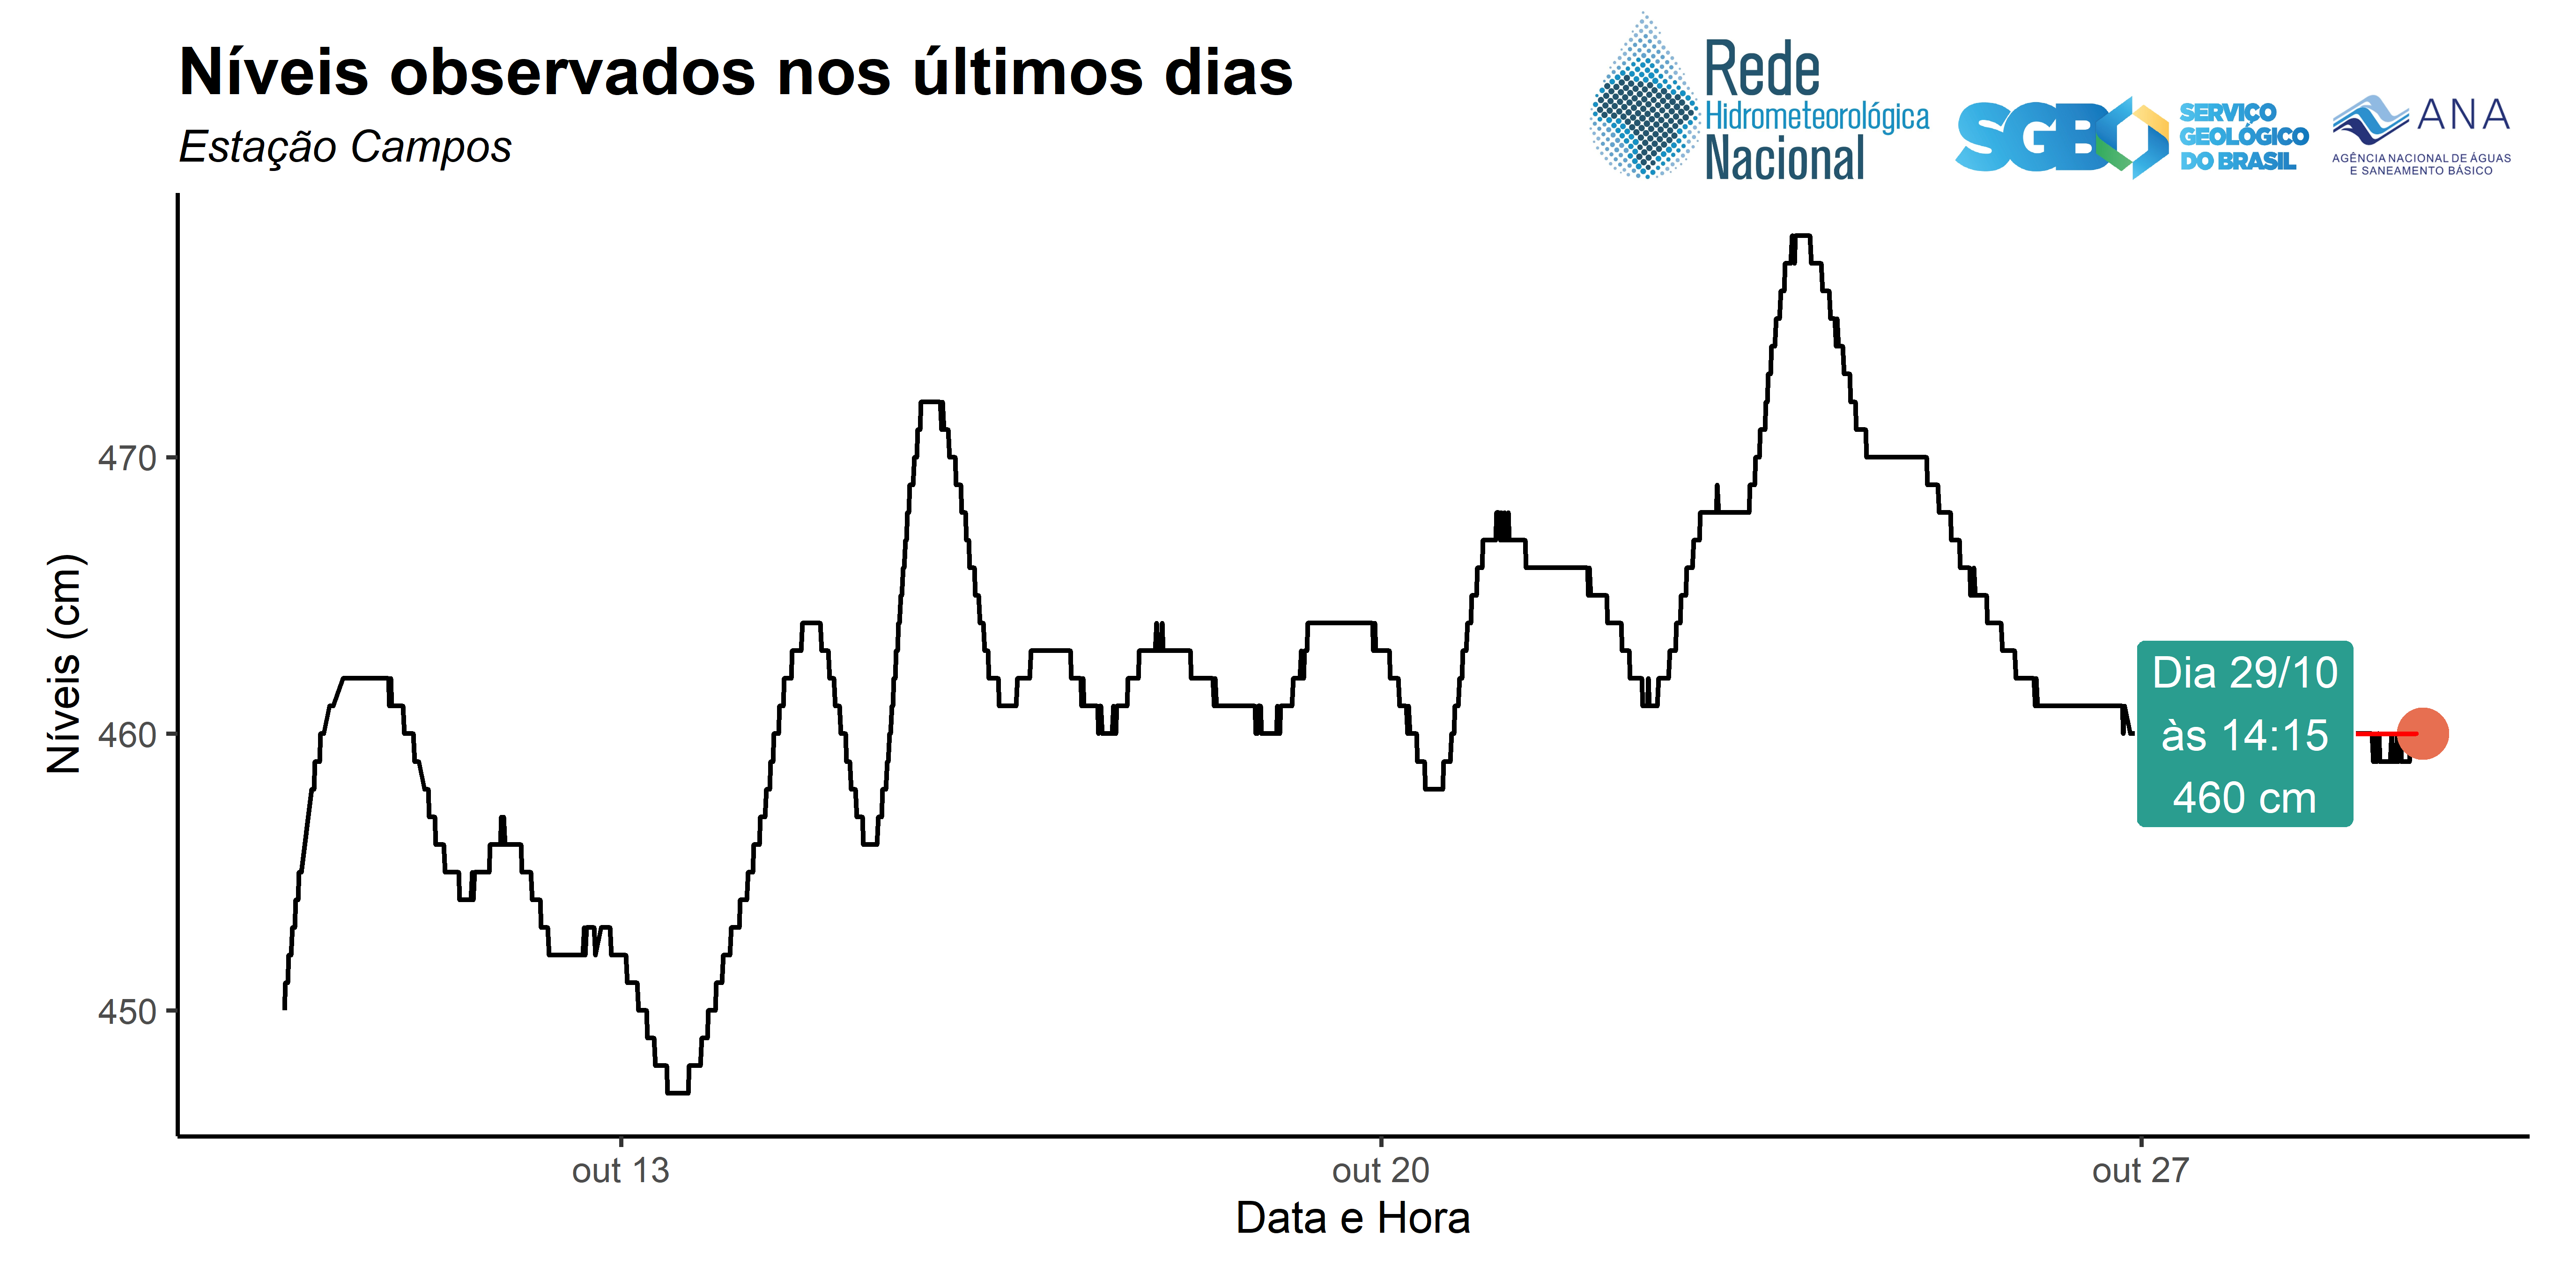 Níveis observados nos últimos dias
Estação Campos
Rede
Hidrometeorológica
Nacional
SGB
SERVIÇO
GEOLÓGICO
DO BRASIL
ANA
AGÊNCIA NACIONAL DE ÁGUAS
E SANEAMENTO BÁSICO
Níveis (cm)
470
460
450
Dia 29/10
às 14:15
460 cm
out 13
out 20
out 27
Data e Hora